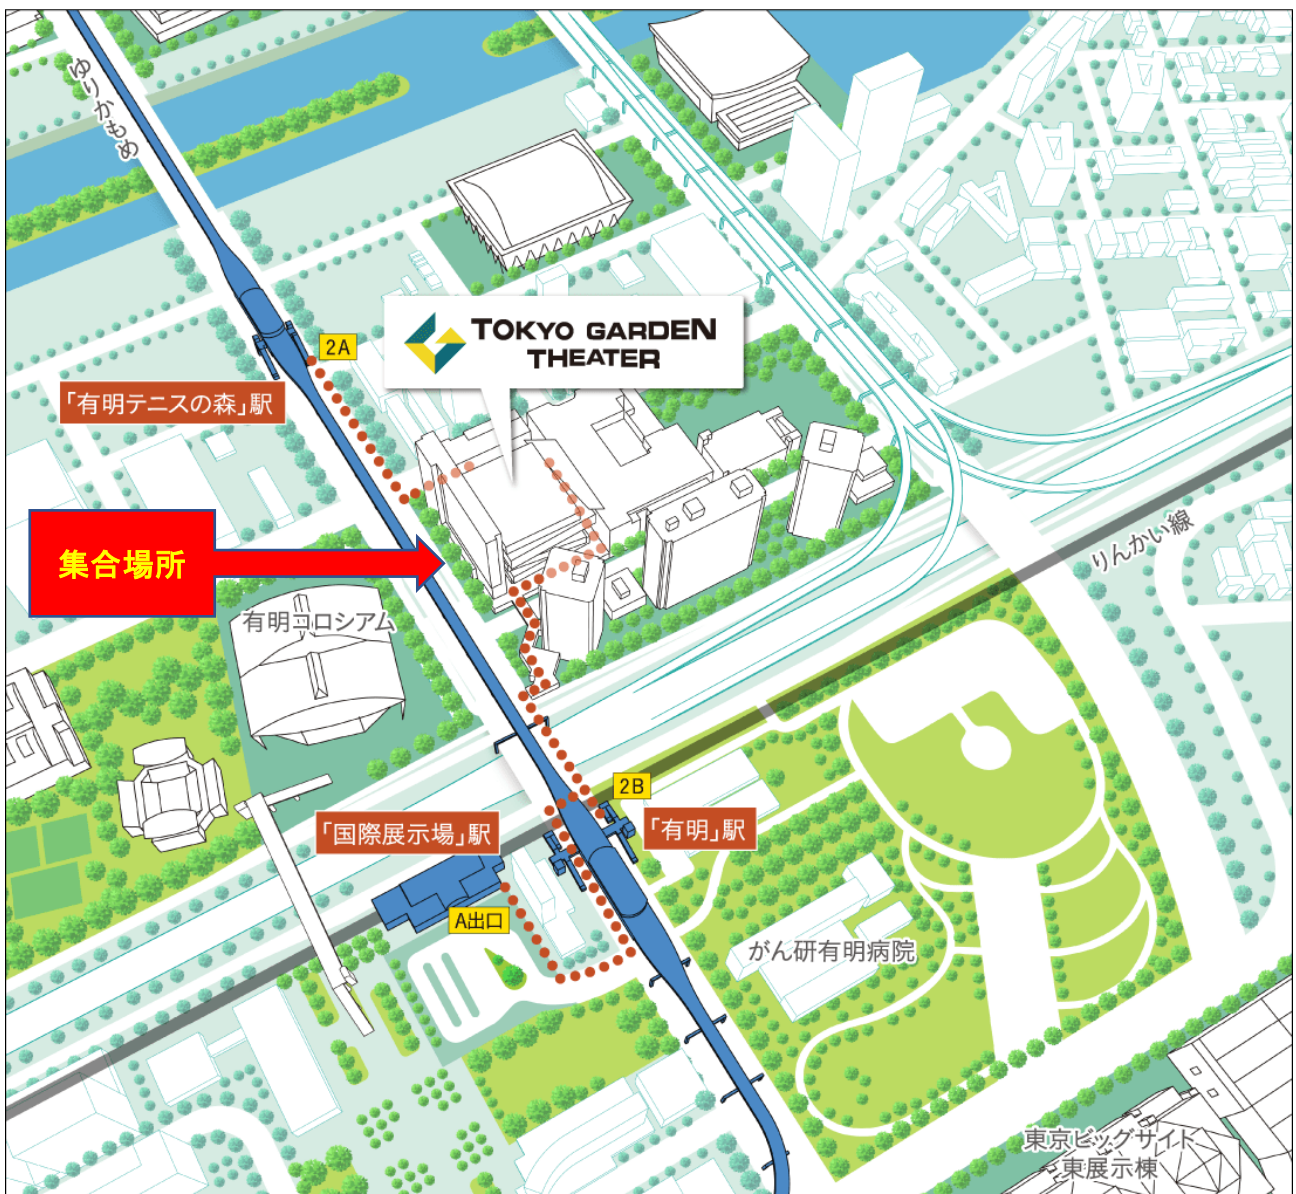 ゆりかもめ
2A
TOKYO GARDEN
THEATER
「有明テニスの森」駅
集合場所
りんかい線
有明コロシアム
2B
「国際展示場」駅
「有明」駅
A出口
がん研有明病院
東京ビッグサイト
東展示棟